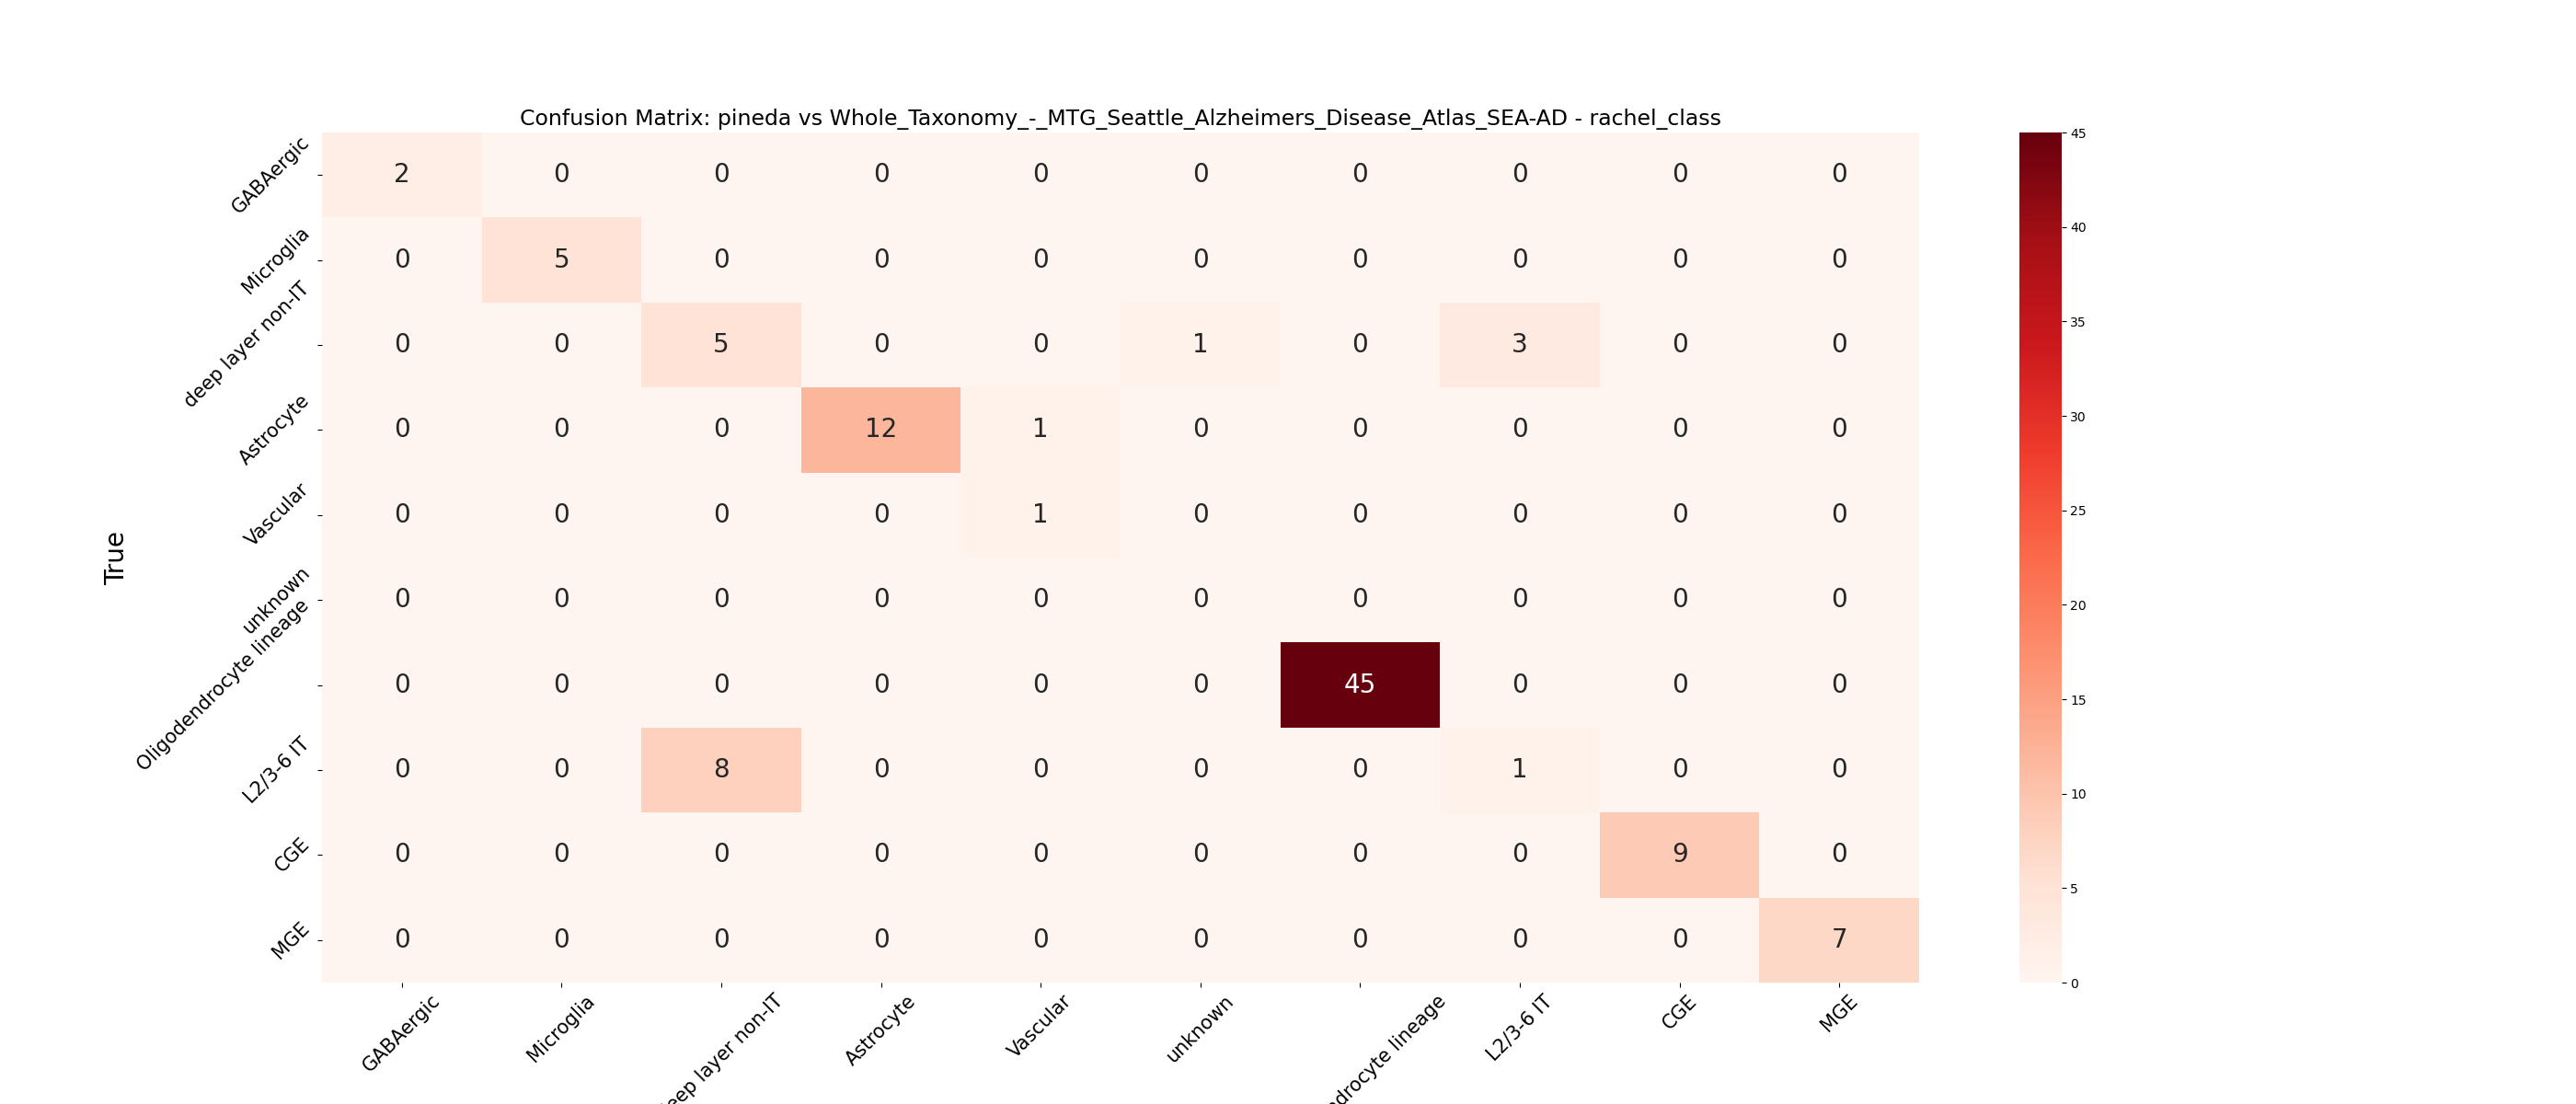 Confusion Matrix: pineda vs Whole_Taxonomy_-_MTG_Seattle_Alzheimers_Disease_Atlas_SEA-AD - rachel_class
True
GABAergic 2 0 0 0 0 0 0 0 0 0
Microglia 0 5 0 0 0 0 0 0 0 0
deep layer non-IT 0 0 5 0 0 1 0 3 0 0
Astrocyte 0 0 0 12 1 0 0 0 0 0
Vascular 0 0 0 0 1 0 0 0 0 0
unknown 0 0 0 0 0 0 0 0 0 0
Oligodendrocyte lineage 0 0 0 0 0 0 45 0 0 0
L2/3-6 IT 0 0 8 0 0 0 0 1 0 0
CGE 0 0 0 0 0 0 0 0 9 0
MGE 0 0 0 0 0 0 0 0 0 7
GABAergic Microglia eep layer non-IT Astrocyte Vascular unknown ndrocyte lineage L2/3-6 IT CGE MGE
45
40
35
30
25
20
15
10
5
0